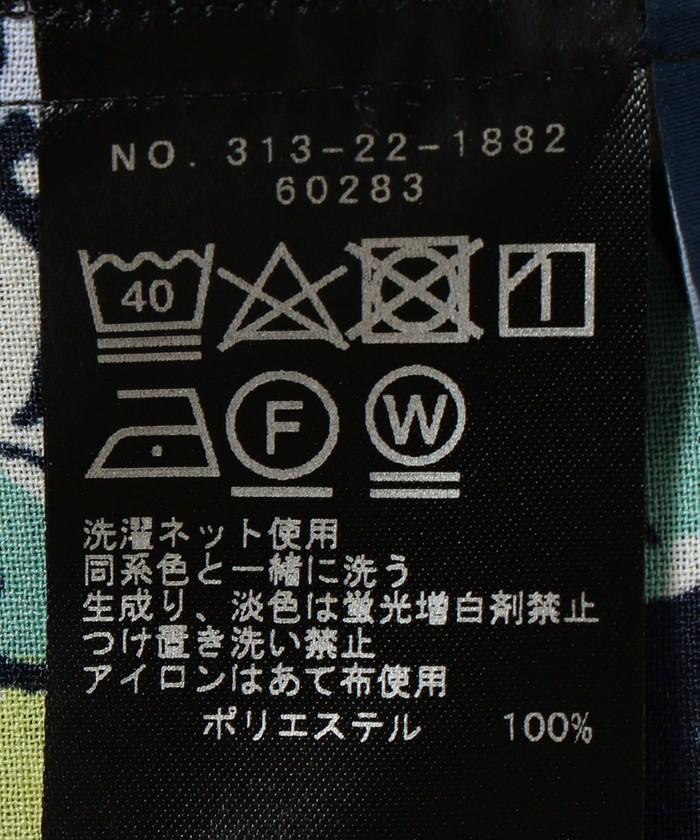 NO. 313-22-1882
60283
40
F W
洗濯ネット使用
同系色と一緒に洗う
生成り、淡色は蛍光増白剤禁止
つけ置き洗い禁止
アイロンはあて布使用
ポリエステル 100%